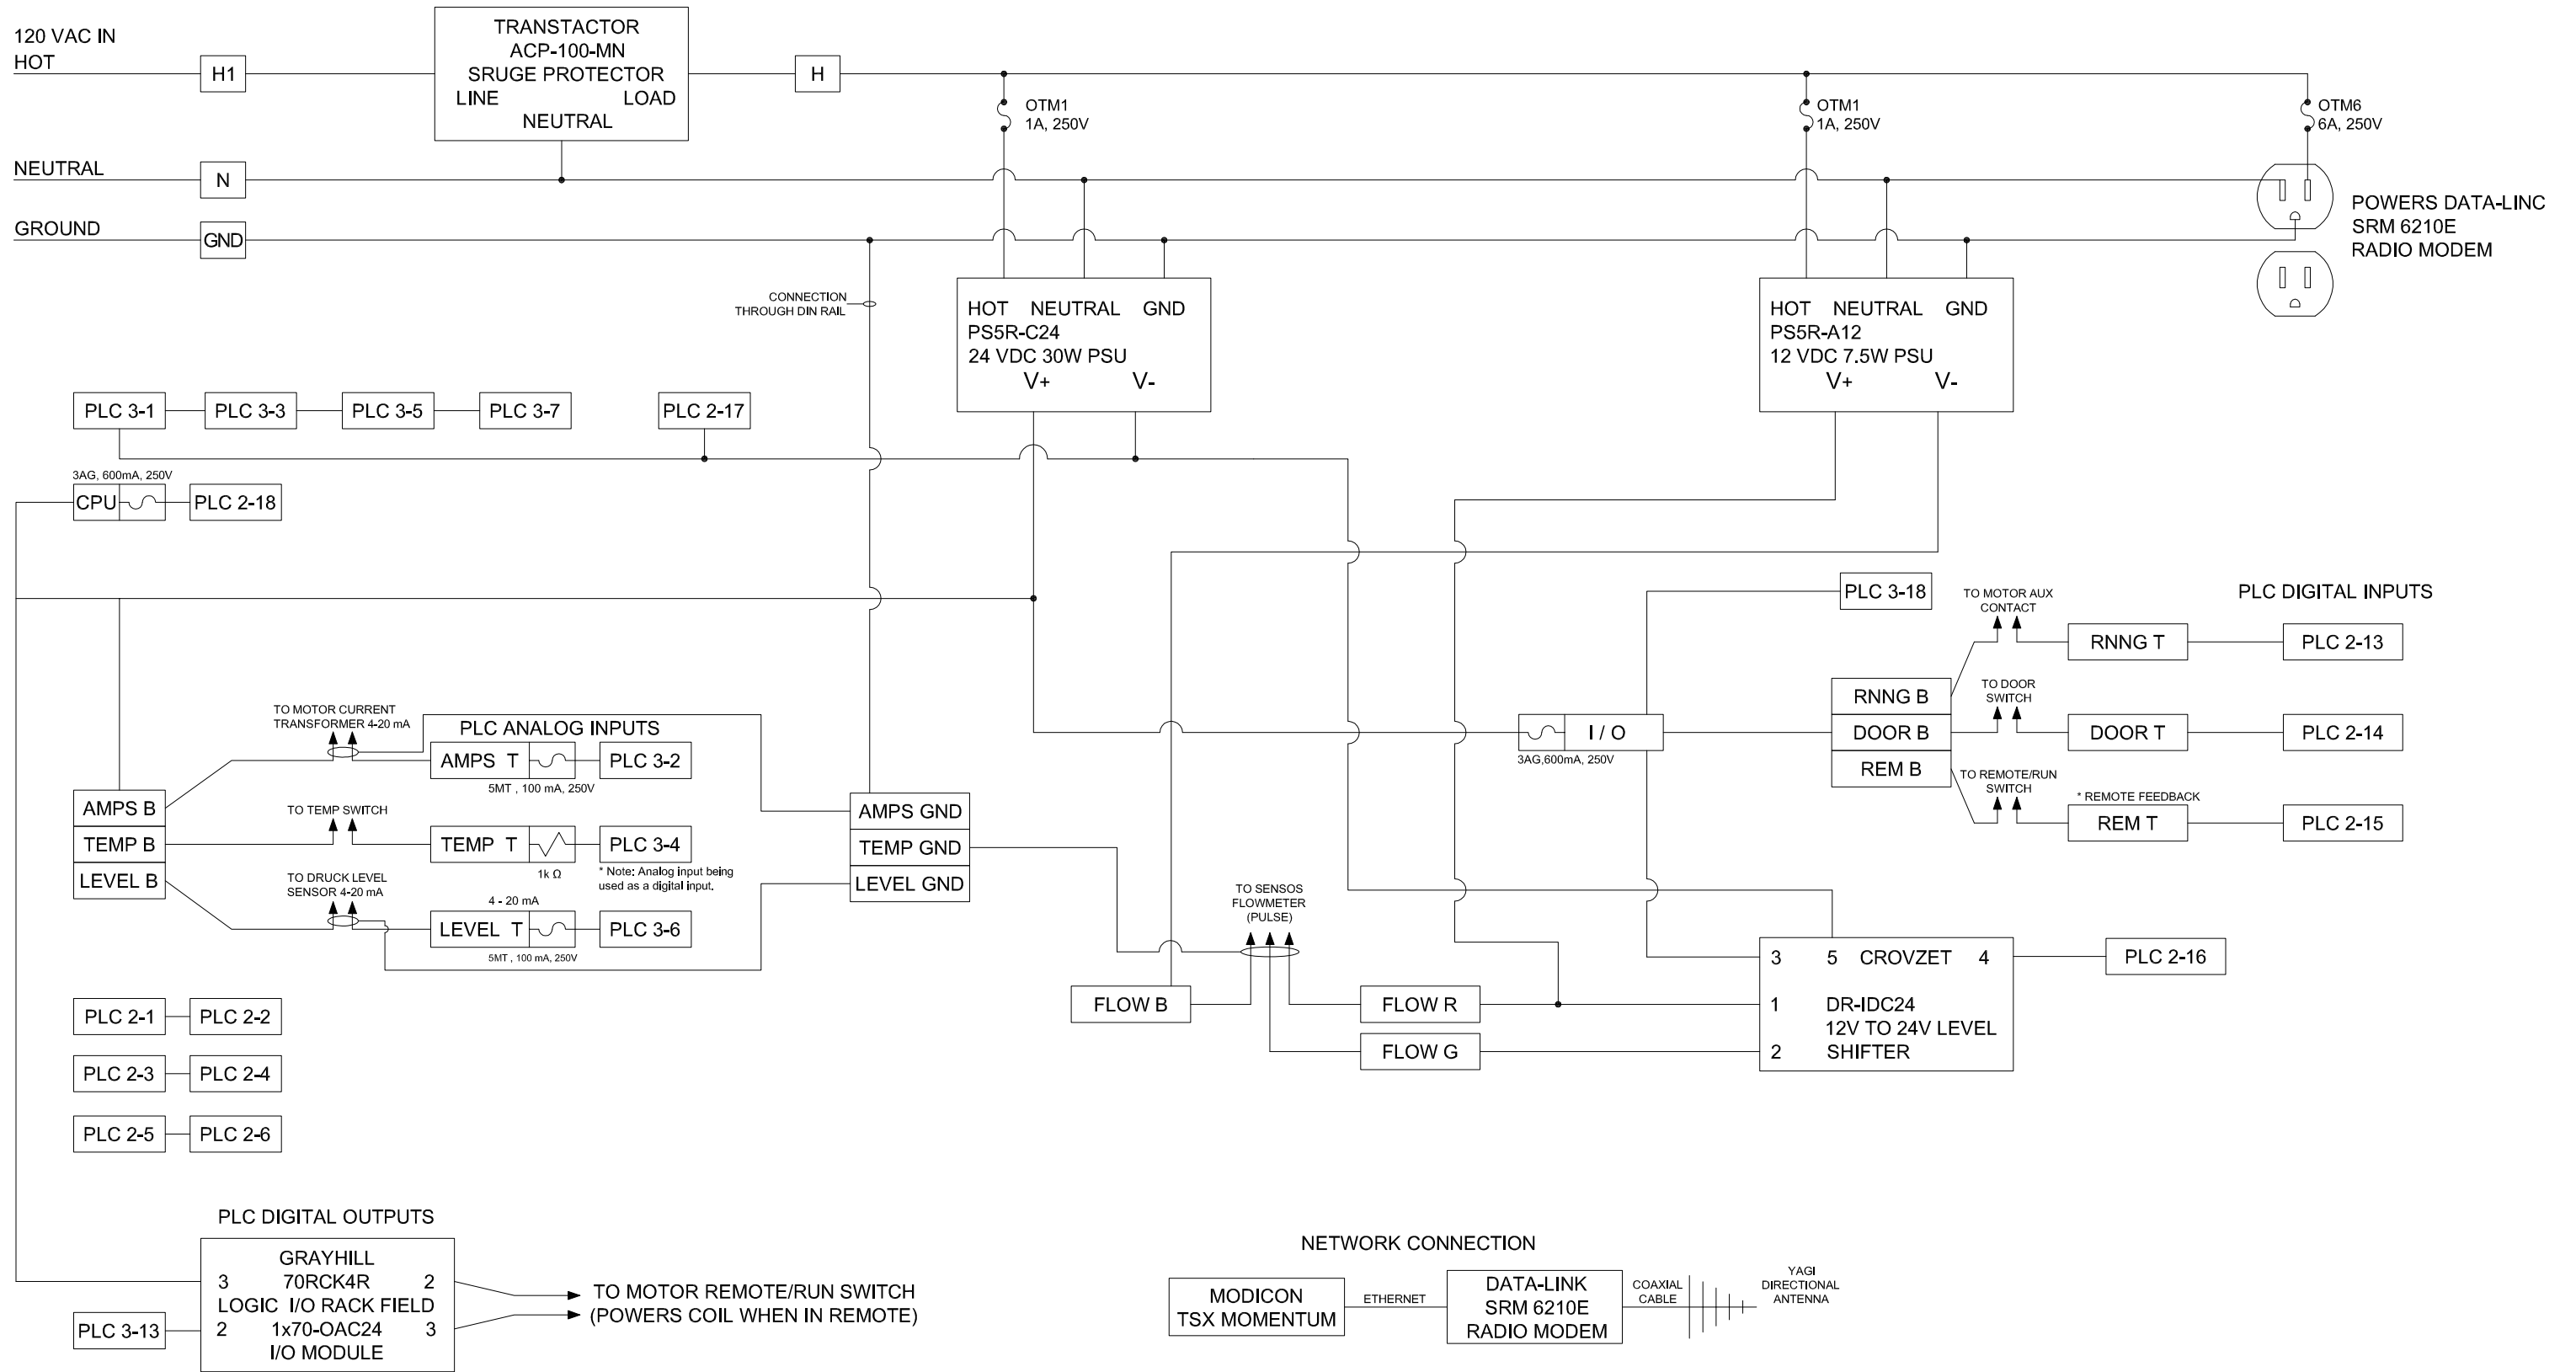 120 VAC IN
HOT
H1
TRANSTACTOR
ACP-100-MN
SRUGE PROTECTOR
LINE LOAD
NEUTRAL
H
OTM1
1A, 250V
OTM1
1A, 250V
OTM6
6A, 250V
NEUTRAL
N
GROUND
GND
POWERS DATA-LINC
SRM 6210E
RADIO MODEM
CONNECTION
THROUGH DIN RAIL
HOT NEUTRAL GND
PS5R-C24
24 VDC 30W PSU
V+ V-
HOT NEUTRAL GND
PS5R-A12
12 VDC 7.5W PSU
V+ V-
PLC 3-1
PLC 3-3
PLC 3-5
PLC 3-7
PLC 2-17
3AG, 600mA, 250V
CPU
PLC 2-18
PLC 3-18
TO MOTOR AUX
CONTACT
PLC DIGITAL INPUTS
RNNG T
PLC 2-13
TO DOOR
SWITCH
RNNG B
DOOR B
REM B
DOOR T
PLC 2-14
TO REMOTE/RUN
SWITCH
* REMOTE FEEDBACK
REM T
PLC 2-15
I / O
3AG,600mA, 250V
TO MOTOR CURRENT
TRANSFORMER 4-20 mA
PLC ANALOG INPUTS
AMPS T
PLC 3-2
5MT , 100 mA, 250V
AMPS B
TEMP B
LEVEL B
TO TEMP SWITCH
TEMP T
PLC 3-4
1k Ω
* Note: Analog input being
used as a digital input.
TO DRUCK LEVEL
SENSOR 4-20 mA
4 - 20 mA
LEVEL T
PLC 3-6
5MT , 100 mA, 250V
AMPS GND
TEMP GND
LEVEL GND
TO SENSOS
FLOWMETER
(PULSE)
FLOW B
FLOW R
FLOW G
3 5 CROVZET 4
1 DR-IDC24
12V TO 24V LEVEL
2 SHIFTER
PLC 2-16
PLC 2-1
PLC 2-2
PLC 2-3
PLC 2-4
PLC 2-5
PLC 2-6
PLC DIGITAL OUTPUTS
GRAYHILL
3 70RCK4R 2
LOGIC I/O RACK FIELD
2 1x70-OAC24 3
I/O MODULE
PLC 3-13
TO MOTOR REMOTE/RUN SWITCH
(POWERS COIL WHEN IN REMOTE)
NETWORK CONNECTION
MODICON
TSX MOMENTUM
ETHERNET
DATA-LINK
SRM 6210E
RADIO MODEM
COAXIAL
CABLE
YAGI
DIRECTIONAL
ANTENNA